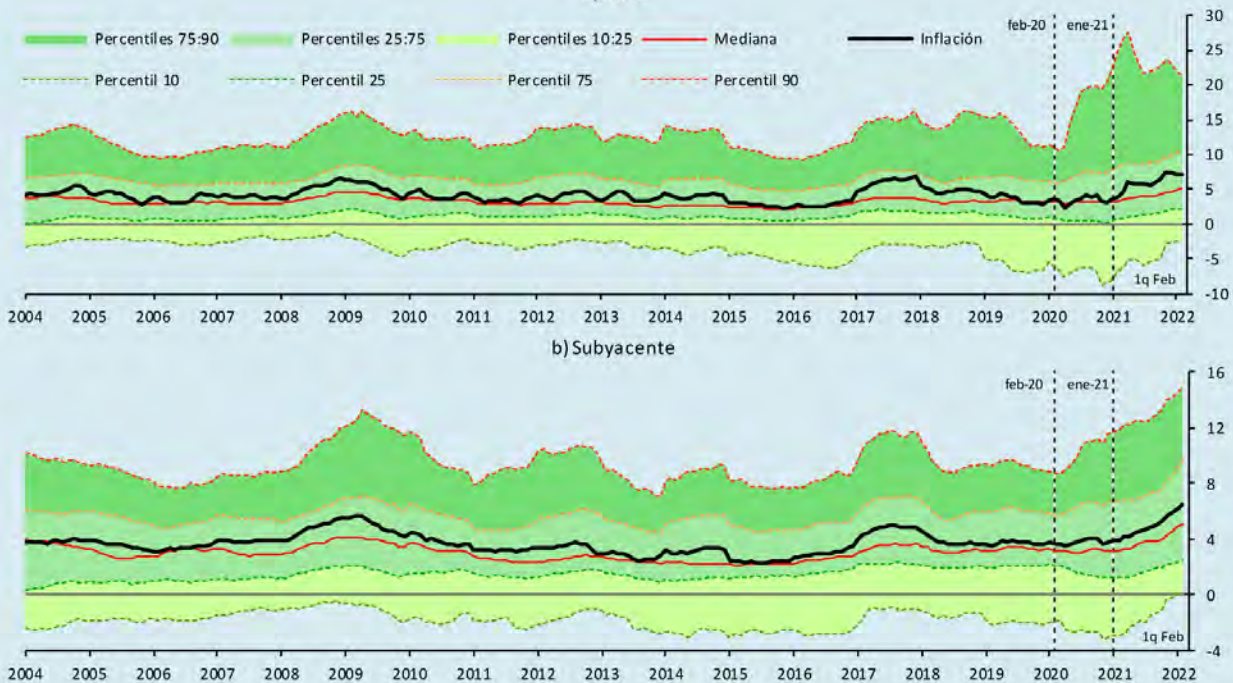 feb-20 ene-21
30
Percentiles 75:90 Percentiles 25:75 Percentiles 10:25 Mediana Inflación
25
Percentil 10 Percentil 25 Percentil 75 Percentil 90
20
15
10
5
0
-5
1q Feb
-10
2004 2005 2006 2007 2008 2009 2010 2011 2012 2013 2014 2015 2016 2017 2018 2019 2020 2021 2022
b) Subyacente
16
feb-20 ene-21
12
8
4
0
1q Feb
-4
2004 2005 2006 2007 2008 2009 2010 2011 2012 2013 2014 2015 2016 2017 2018 2019 2020 2021 2022